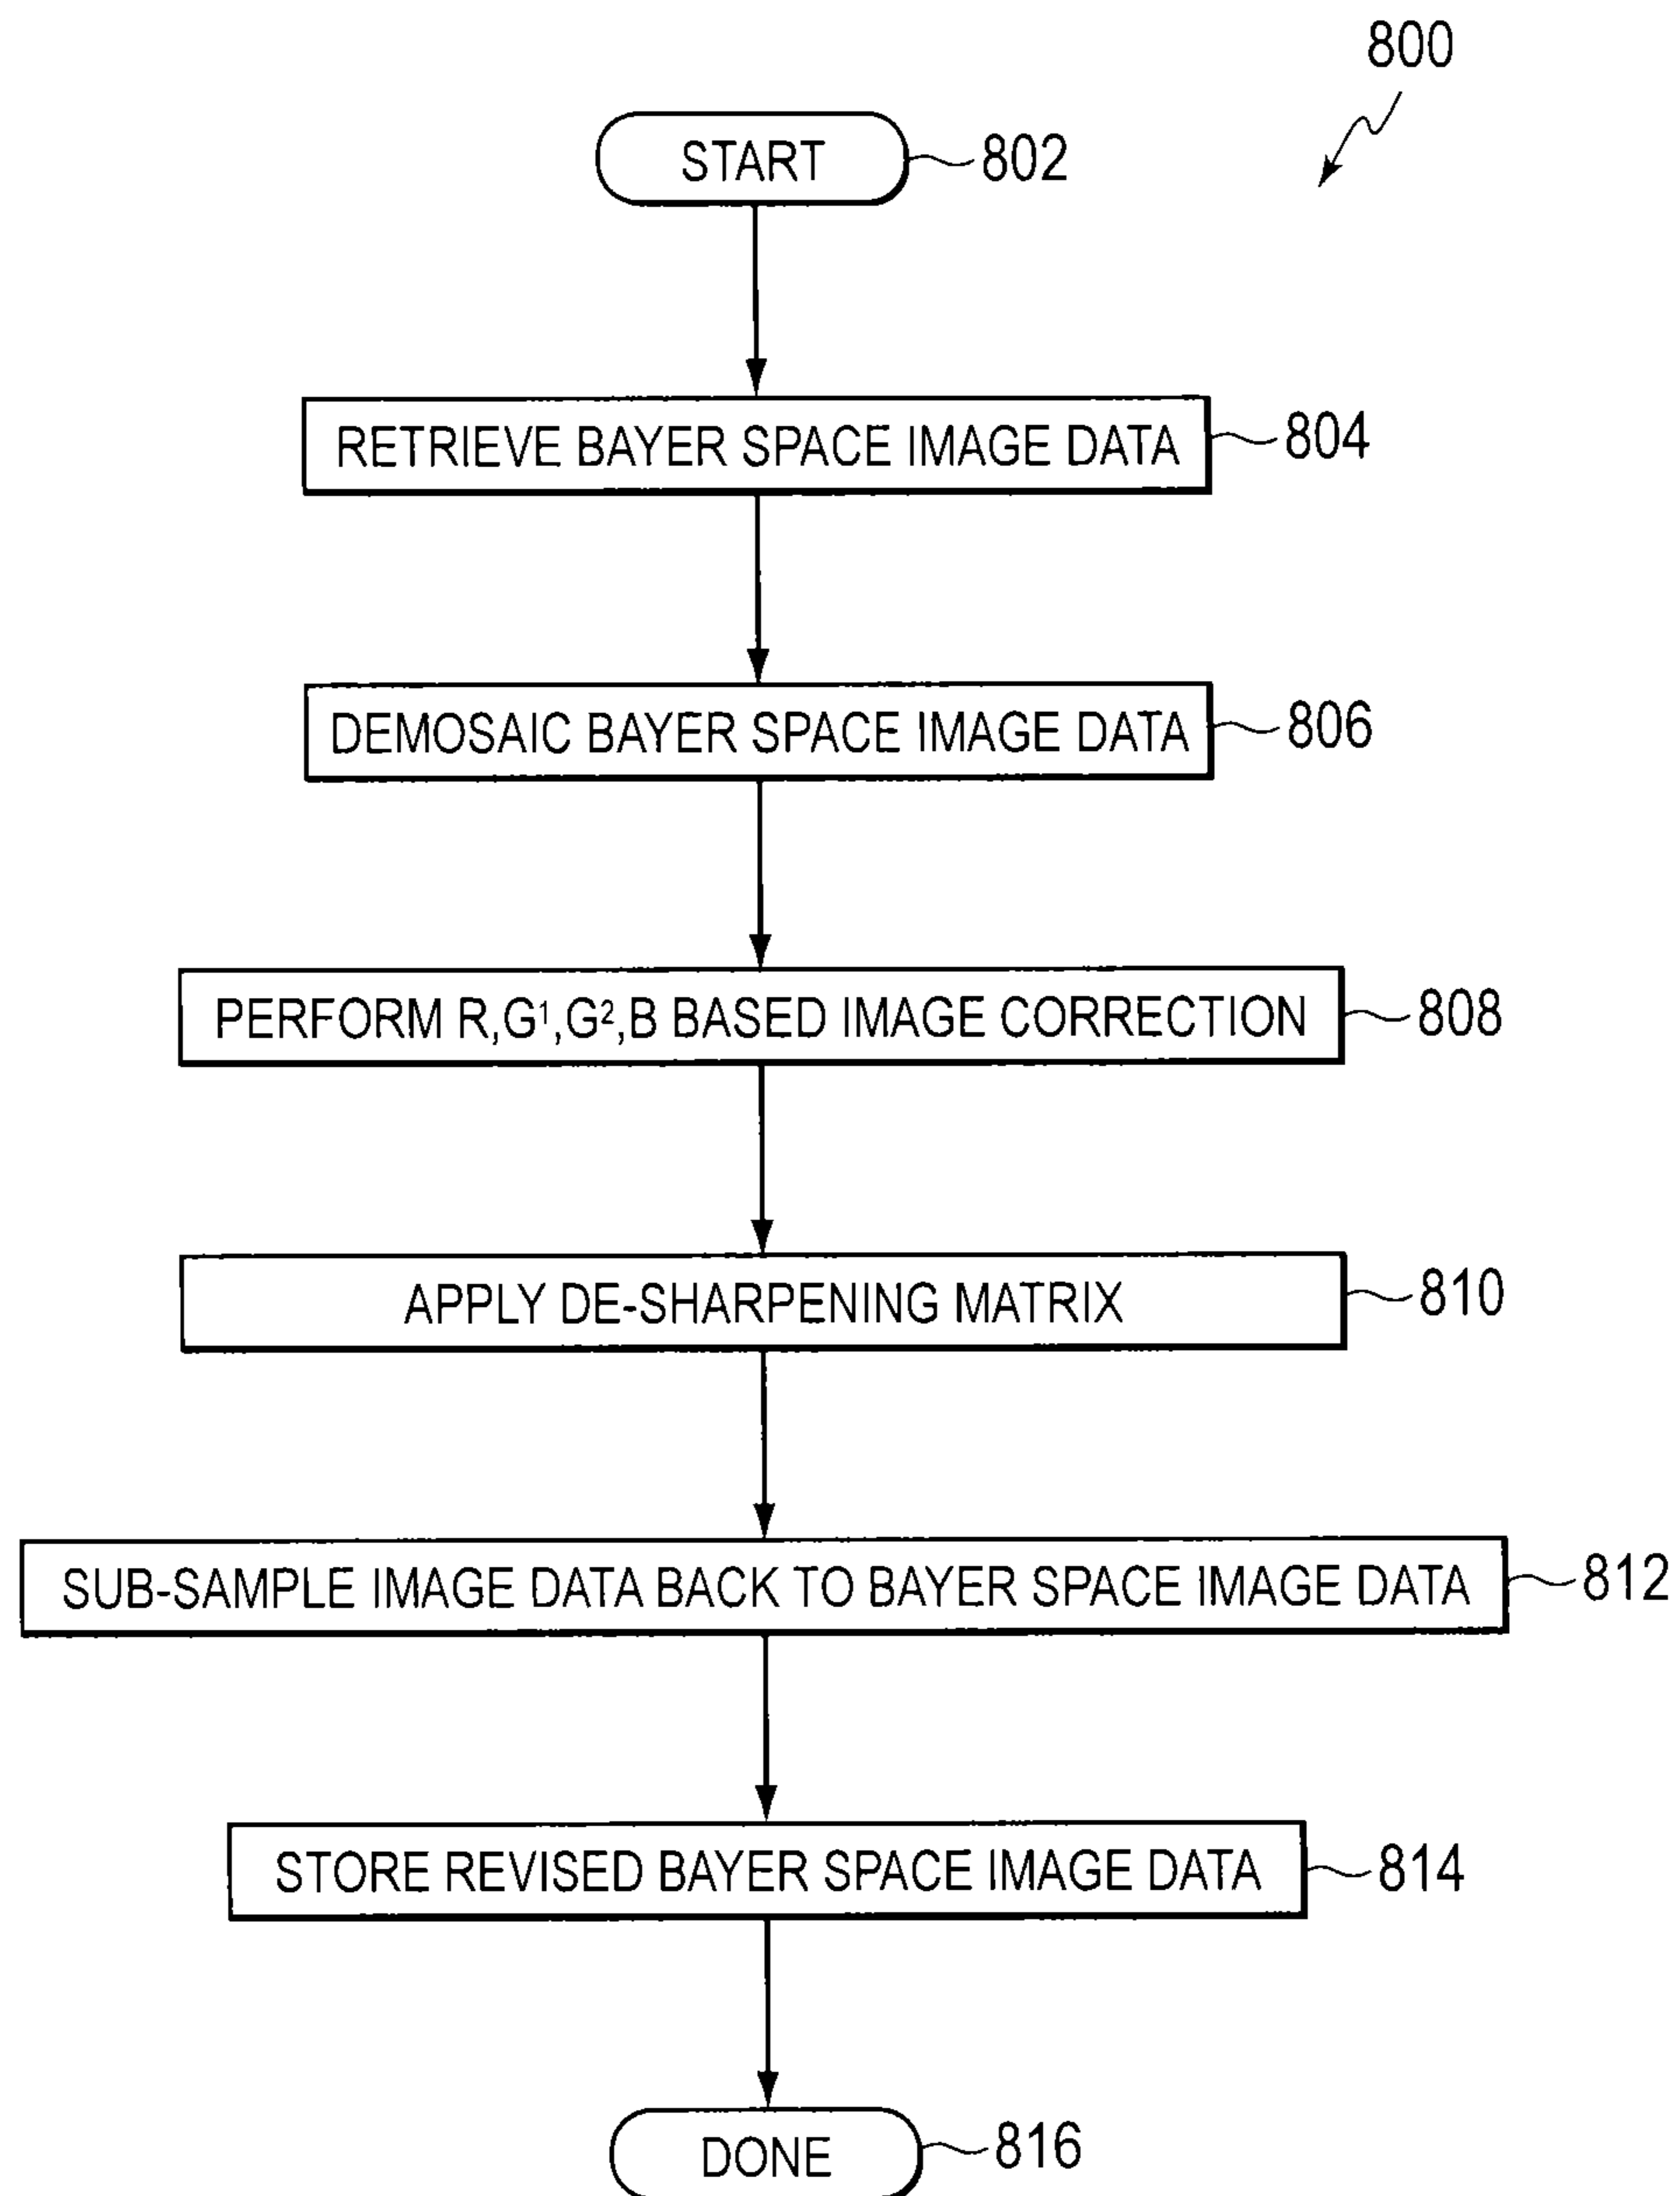 800
START 802
RETRIEVE BAYER SPACE IMAGE DATA 804
DEMOSAIC BAYER SPACE IMAGE DATA 806
PERFORM R,G¹,G²,B BASED IMAGE CORRECTION 808
APPLY DE-SHARPENING MATRIX 810
SUB-SAMPLE IMAGE DATA BACK TO BAYER SPACE IMAGE DATA 812
STORE REVISED BAYER SPACE IMAGE DATA 814
DONE 816